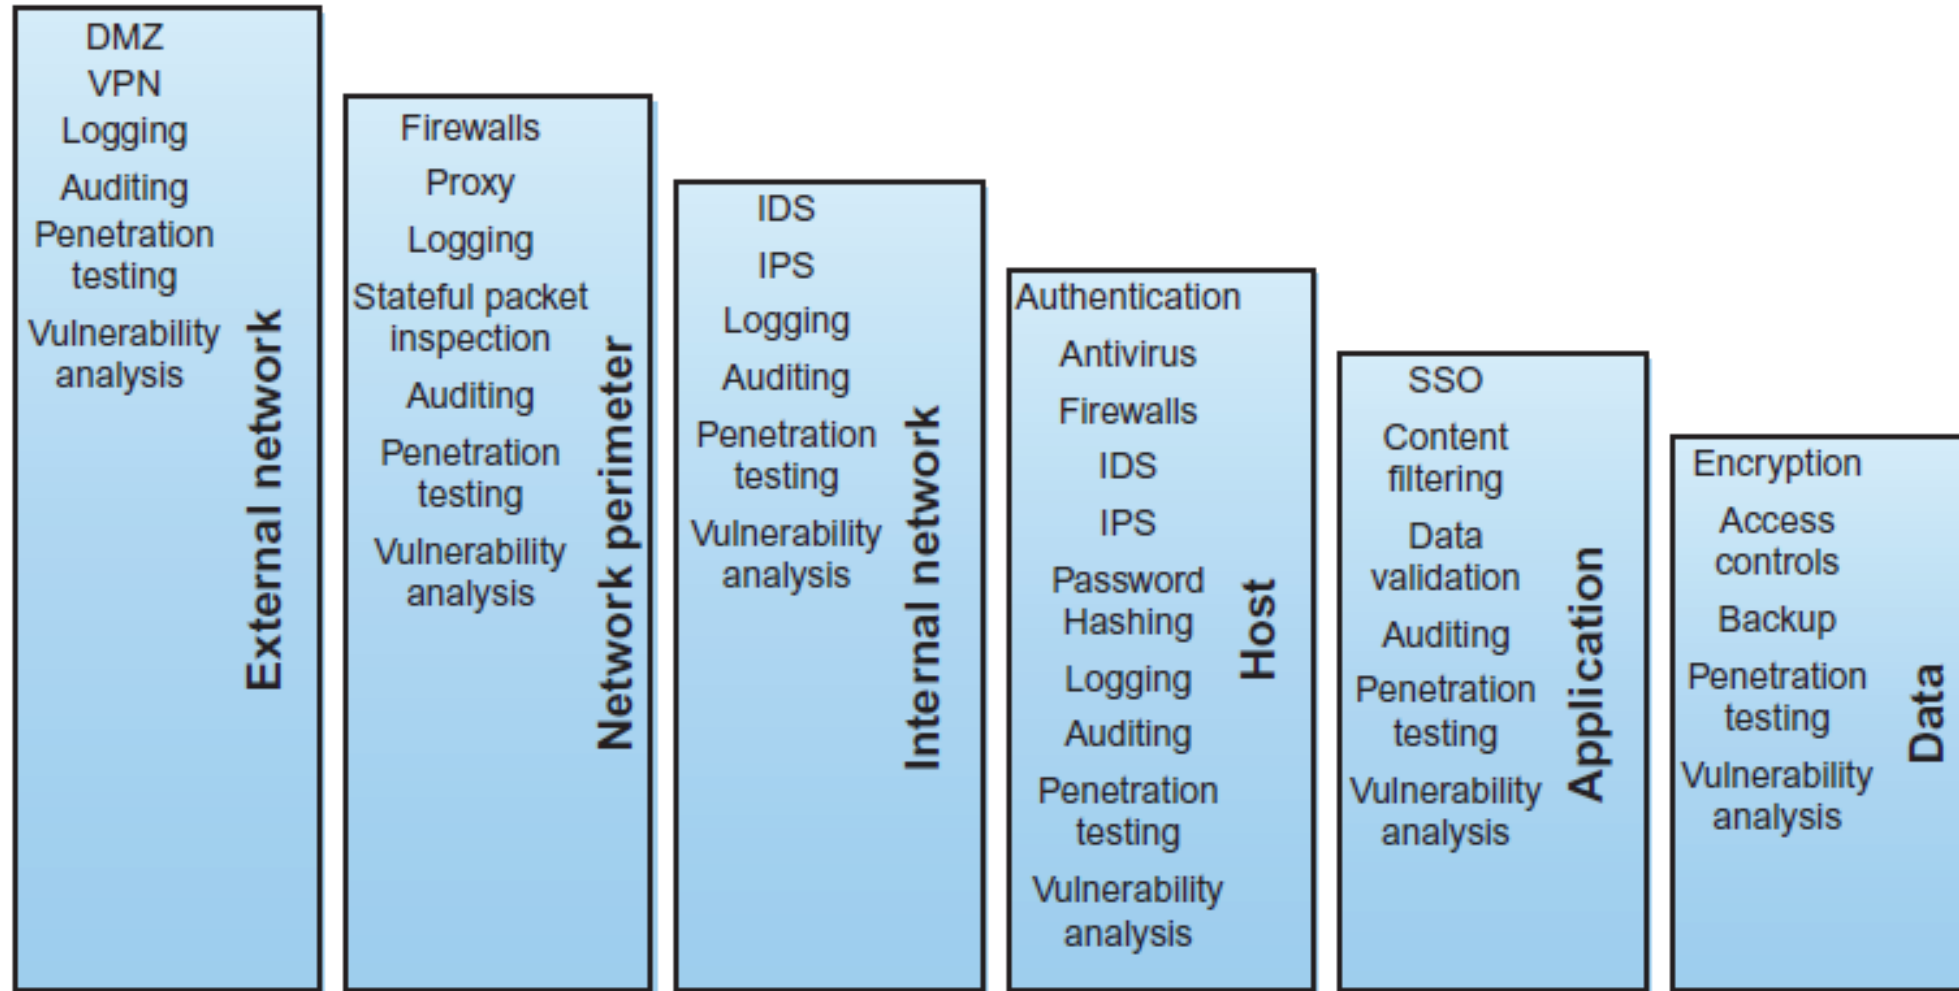 DMZ
VPN
Logging
Auditing
Penetration
testing
Vulnerability
analysis
External network
Firewalls
Proxy
Logging
Stateful packet
inspection
Auditing
Penetration
testing
Vulnerability
analysis
Network perimeter
IDS
IPS
Logging
Auditing
Penetration
testing
Vulnerability
analysis
Internal network
Authentication
Antivirus
Firewalls
IDS
IPS
Password
Hashing
Logging
Auditing
Penetration
testing
Vulnerability
analysis
Host
SSO
Content
filtering
Data
validation
Auditing
Penetration
testing
Vulnerability
analysis
Application
Encryption
Access
controls
Backup
Penetration
testing
Vulnerability
analysis
Data